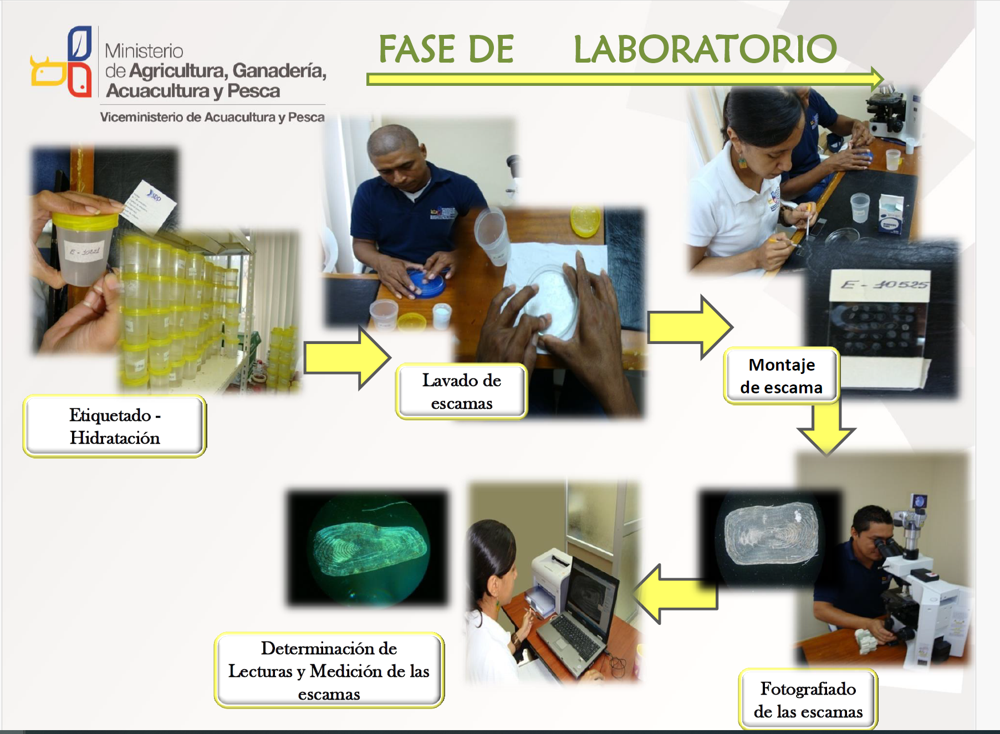 Ministerio
de Agricultura, Ganadería,
Acuacultura y Pesca
Viceministerio de Acuacultura y Pesca
FASE DE LABORATORIO
E - 10521
E - 10525
Etiquetado -
Hidratación
Lavado de
escamas
Montaje
de escama
Fotografiado
de las escamas
Determinación de
Lecturas y Medición de las
escamas